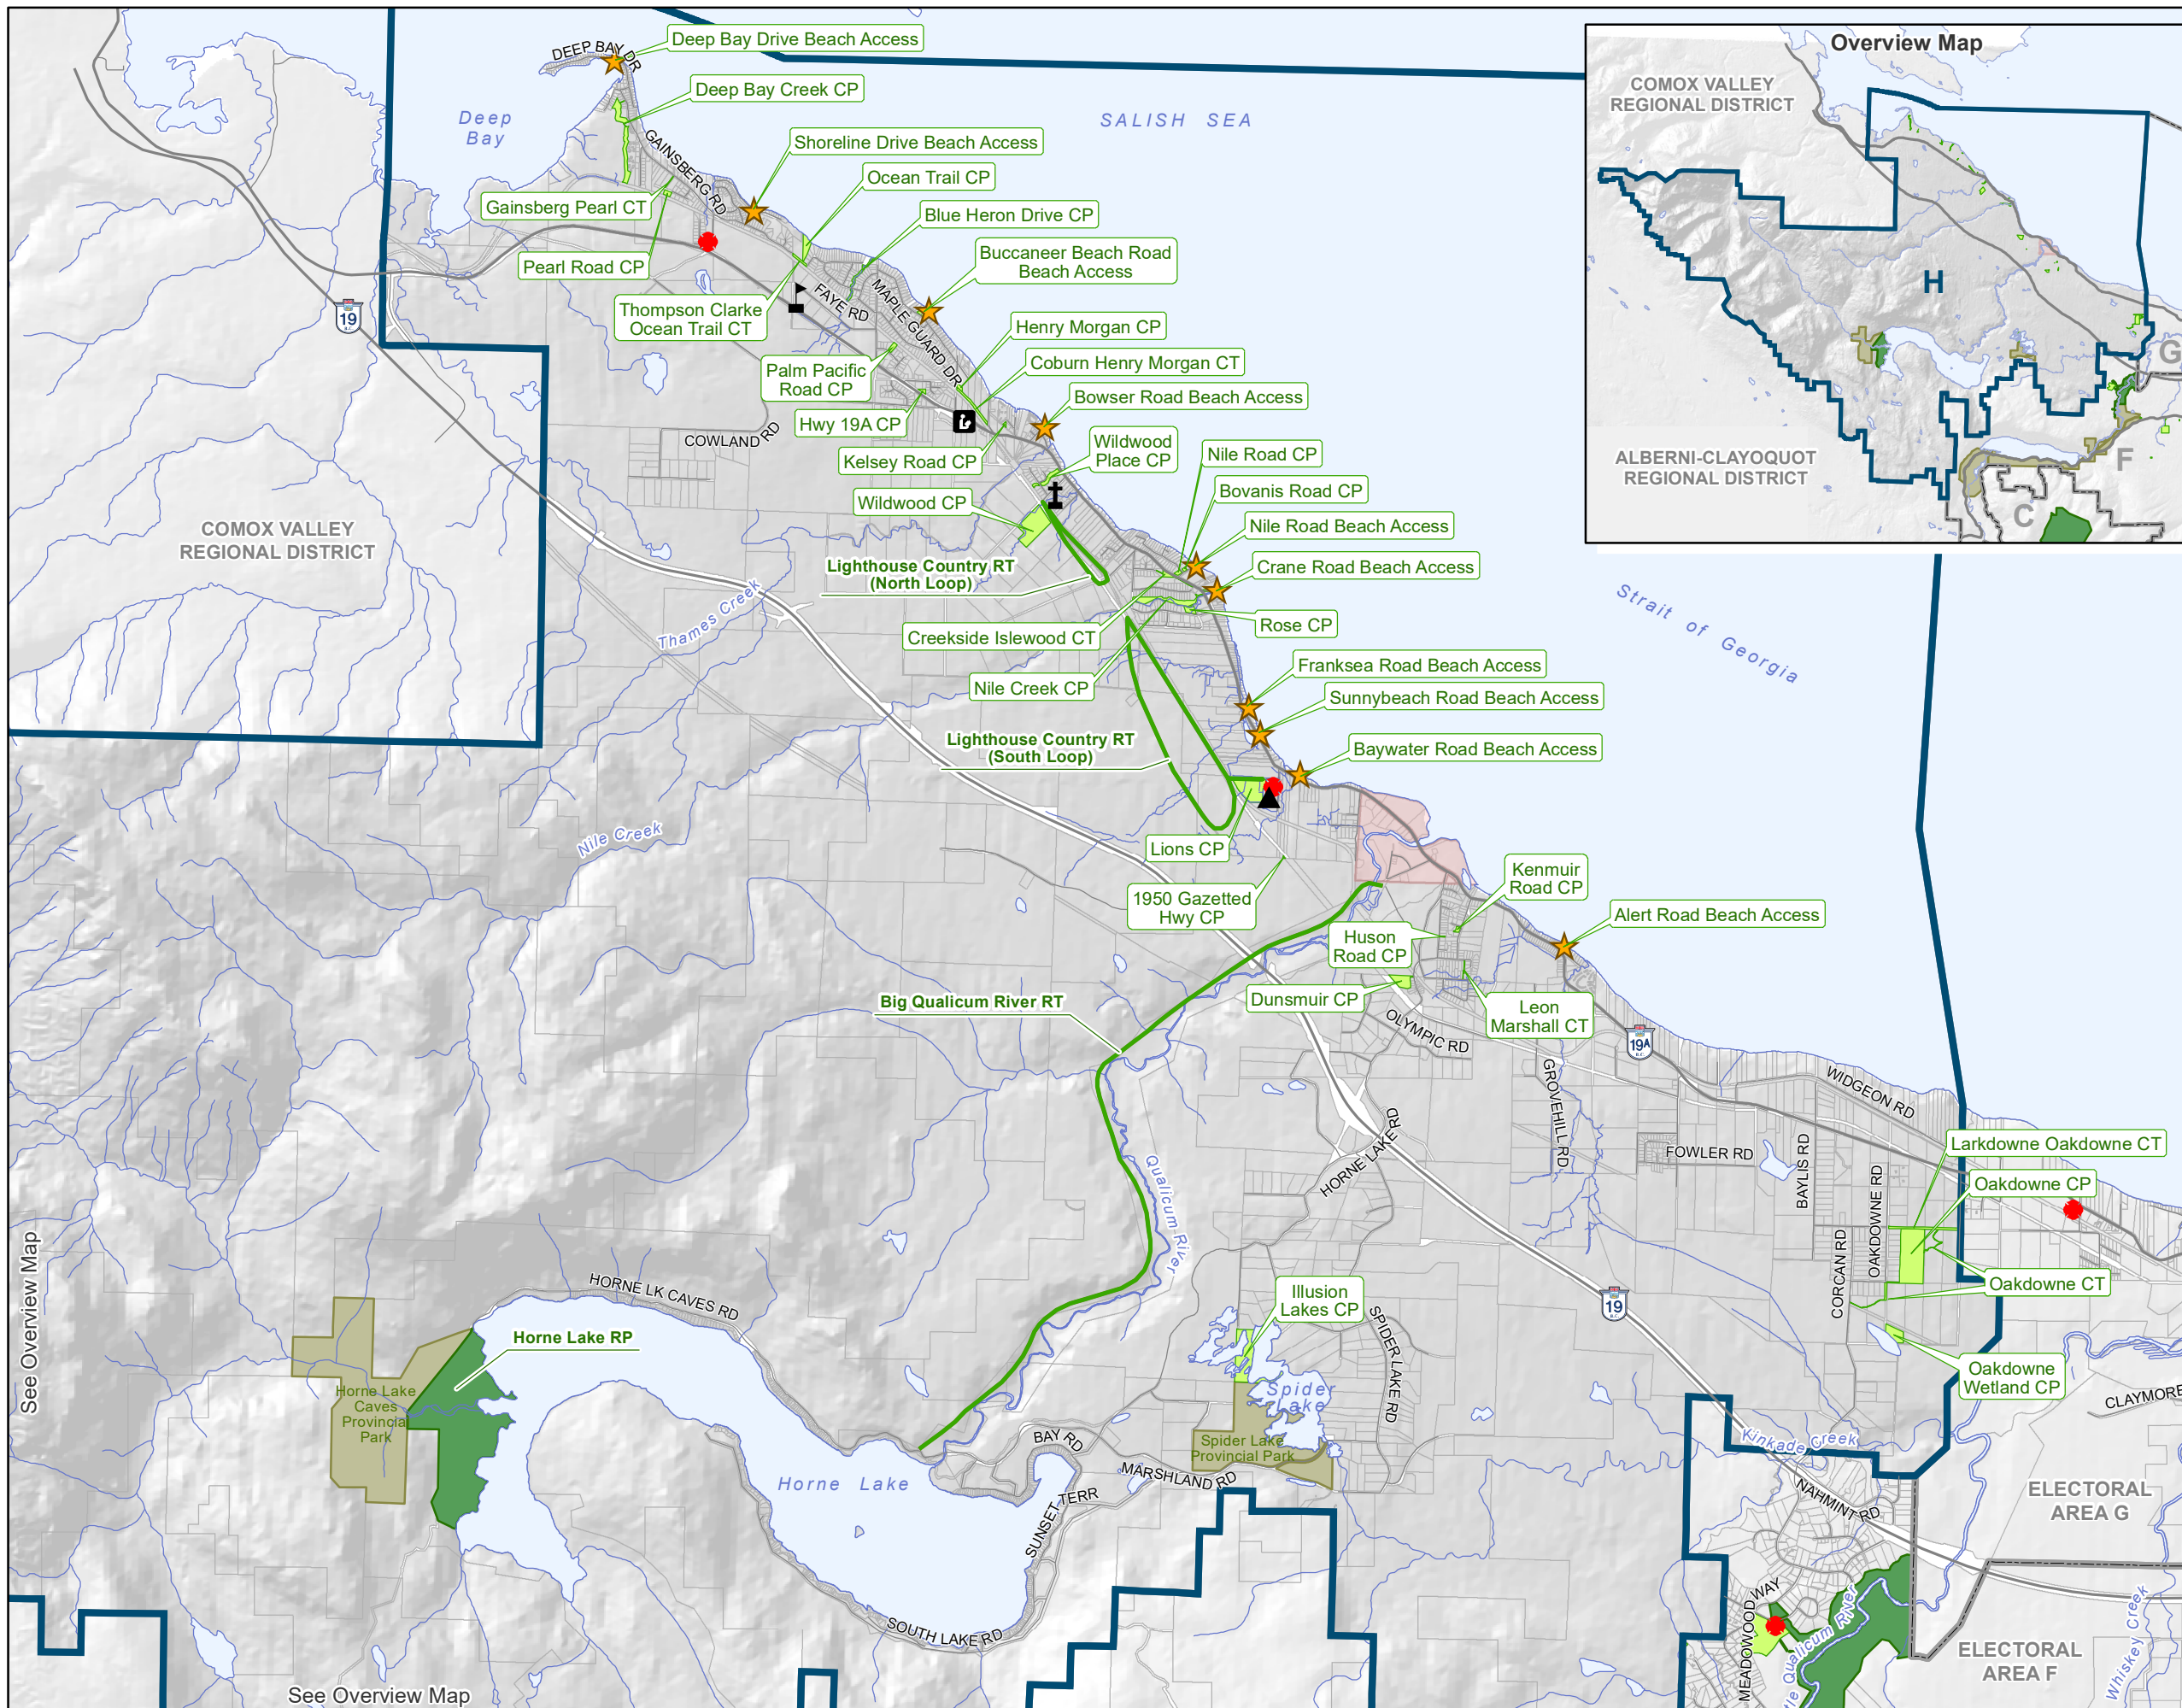 Overview Map
COMOX VALLEY
REGIONAL DISTRICT
H
G
F
C
ALBERNI-CLAYOQUOT
REGIONAL DISTRICT
DEEP BAY DR
Deep Bay Drive Beach Access
Deep Bay Creek CP
Deep
Bay
SALISH SEA
GAINSBERG RD
Shoreline Drive Beach Access
Ocean Trail CP
Gainsberg Pearl CT
Blue Heron Drive CP
Pearl Road CP
Buccaneer Beach Road
Beach Access
Thompson Clarke
Ocean Trail CT
FAYE RD
MAPLE GUARD DR
19
Henry Morgan CP
Coburn Henry Morgan CT
Palm Pacific
Road CP
Bowser Road Beach Access
Hwy 19A CP
COWLAND RD
Kelsey Road CP
Wildwood
Place CP
Nile Road CP
Wildwood CP
Bovanis Road CP
Nile Road Beach Access
COMOX VALLEY
REGIONAL DISTRICT
Lighthouse Country RT
(North Loop)
Crane Road Beach Access
Thames Creek
Creekside Islewood CT
Rose CP
Strait of Georgia
Nile Creek CP
Franksea Road Beach Access
Sunnybeach Road Beach Access
Lighthouse Country RT
(South Loop)
Baywater Road Beach Access
Nile Creek
Lions CP
1950 Gazetted
Hwy CP
Kenmuir
Road CP
Huson
Road CP
Alert Road Beach Access
Big Qualicum River RT
Dunsmuir CP
Leon
Marshall CT
OLYMPIC RD
19A
GROVEHILL RD
WIDGEON RD
HORNE LAKE RD
FOWLER RD
BAYLIS RD
OAKDOWNE RD
CORCAN RD
Larkdowne Oakdowne CT
Oakdowne CP
Oakdowne CT
Qualicum River
See Overview Map
HORNE LK CAVES RD
Horne Lake RP
Illusion
Lakes CP
SPIDER LAKE RD
19
Oakdowne
Wetland CP
CLAYMORE
Horne Lake
Caves
Provincial
Park
Spider
Lake
Spider Lake
Provincial Park
BAY RD
MARSHLAND RD
Horne Lake
SUNSET TERR
Kinkade Creek
NAHMINT RD
ELECTORAL
AREA G
SOUTH LAKE RD
MEADOWOOD WAY
Qualicum River
ELECTORAL
AREA F
Whiskey Creek
See Overview Map